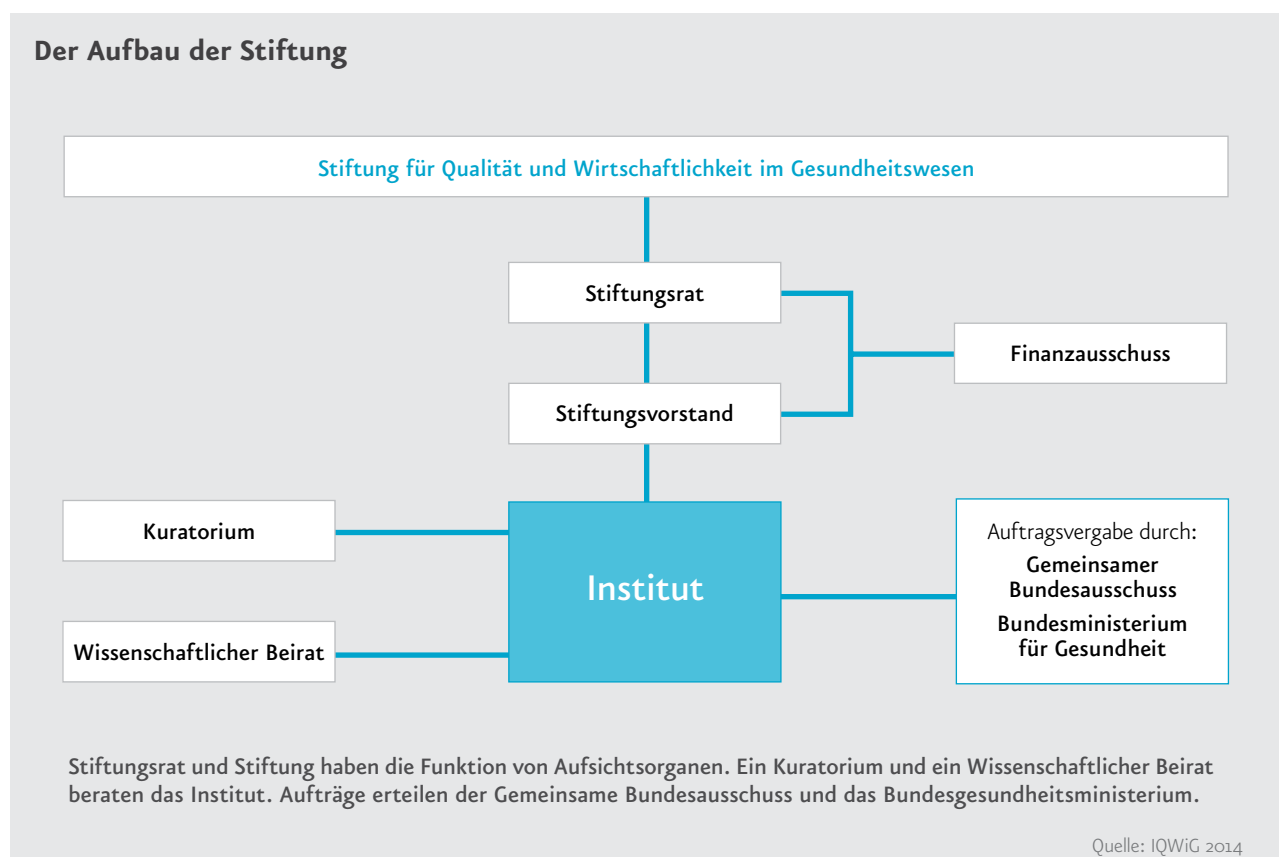 Der Aufbau der Stiftung
Stiftung für Qualität und Wirtschaftlichkeit im Gesundheitswesen
Stiftungsrat
Finanzausschuss
Stiftungsvorstand
Kuratorium
Institut
Auftragsvergabe durch:
Gemeinsamer
Bundesausschuss
Bundesministerium
für Gesundheit
Wissenschaftlicher Beirat
Stiftungsrat und Stiftung haben die Funktion von Aufsichtsorganen. Ein Kuratorium und ein Wissenschaftlicher Beirat
beraten das Institut. Aufträge erteilen der Gemeinsame Bundesausschuss und das Bundesgesundheitsministerium.
Quelle: IQWiG 2014